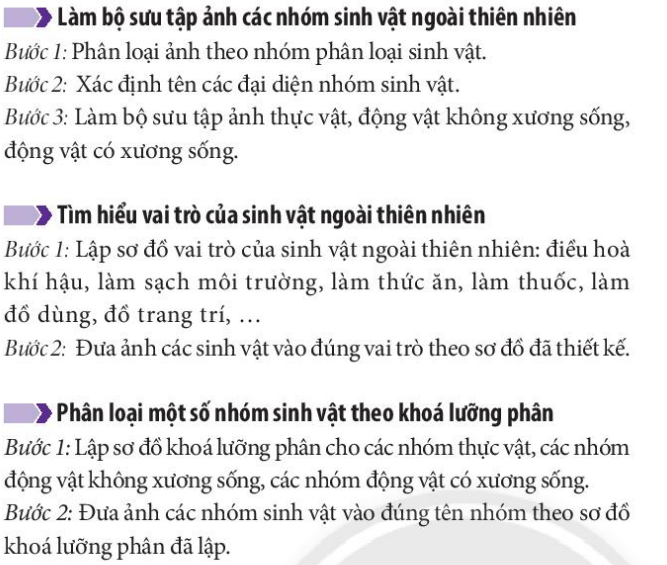 Làm bộ sưu tập ảnh các nhóm sinh vật ngoài thiên nhiên
Bước 1: Phân loại ảnh theo nhóm phân loại sinh vật.
Bước 2: Xác định tên các đại diện nhóm sinh vật.
Bước 3: Làm bộ sưu tập ảnh thực vật, động vật không xương sống,
động vật có xương sống.
Tìm hiểu vai trò của sinh vật ngoài thiên nhiên
Bước 1: Lập sơ đồ vai trò của sinh vật ngoài thiên nhiên: điều hoà
khí hậu, làm sạch môi trường, làm thức ăn, làm thuốc, làm
đồ dùng, đồ trang trí, …
Bước 2: Đưa ảnh các sinh vật vào đúng vai trò theo sơ đồ đã thiết kế.
Phân loại một số nhóm sinh vật theo khoá lưỡng phân
Bước 1: Lập sơ đồ khoá lưỡng phân cho các nhóm thực vật, các nhóm
động vật không xương sống, các nhóm động vật có xương sống.
Bước 2: Đưa ảnh các nhóm sinh vật vào đúng tên nhóm theo sơ đồ
khoá lưỡng phân đã lập.